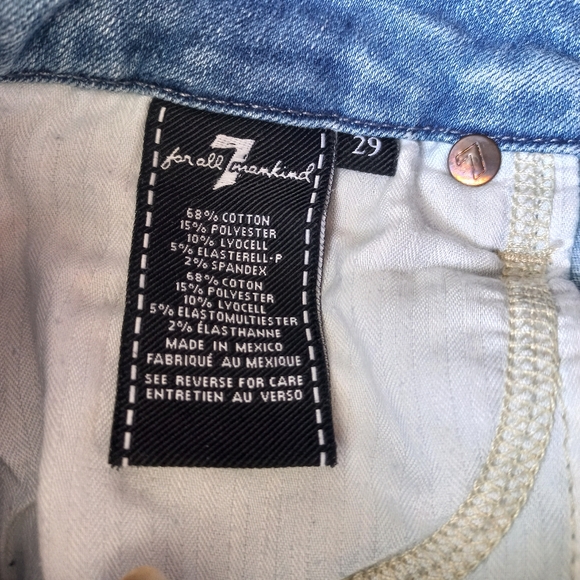 for all 7 mankind
29
68% COTTON
15% POLYESTER
10% LYOCELL
5% ELASTERELL-P
2% SPANDEX
68% COTON
15% POLYESTER
10% LYOCELL
5% ELASTOMULTIESTER
2% ÉLASTHANNE
MADE IN MEXICO
FABRIQUÉ AU MEXIQUE
SEE REVERSE FOR CARE
ENTRETIEN AU VERSO
7